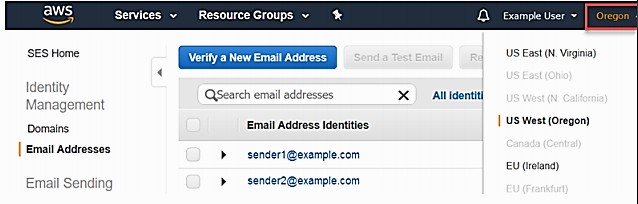 aws
Services
Resource Groups
Example User
Oregon
SES Home
Identity
Management
Domains
Email Addresses
Email Sending
Verify a New Email Address
Send a Test Email
Re
Search email addresses
All identiti
Email Address Identities
sender1@example.com
sender2@example.com
US East (N. Virginia)
US East (Ohio)
US West (N. California)
US West (Oregon)
Canada (Central)
EU (Ireland)
EU (Frankfurt)